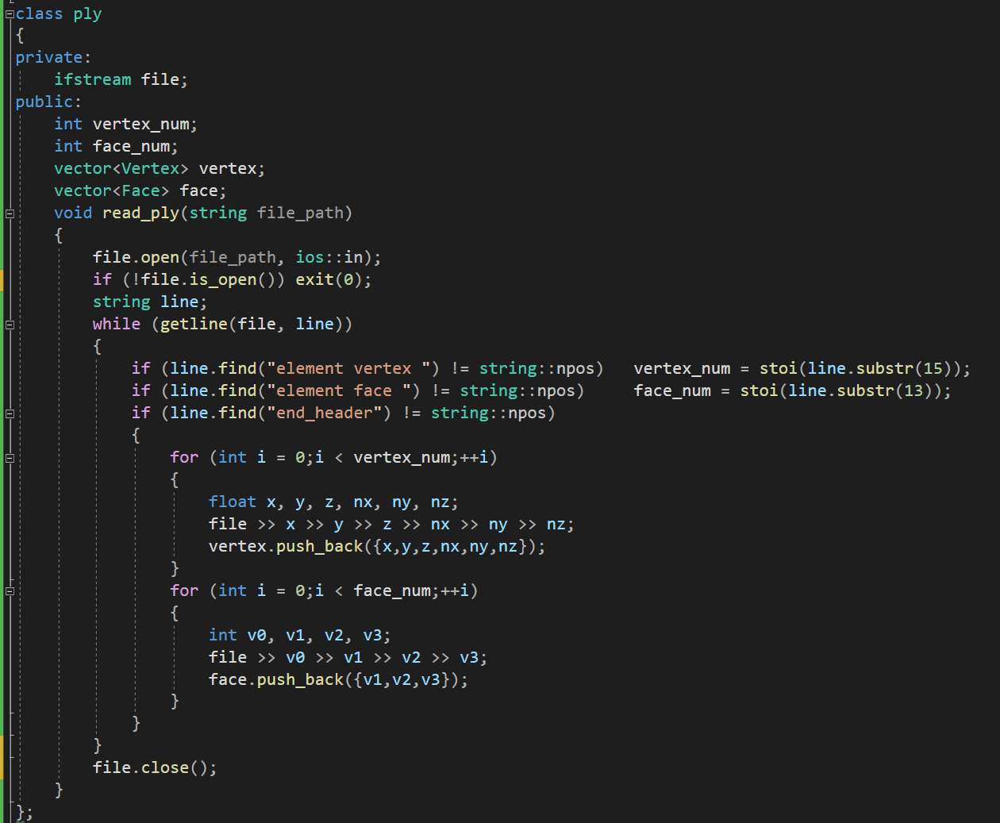 class ply
{
private:
    ifstream file;
public:
    int vertex_num;
    int face_num;
    vector<Vertex> vertex;
    vector<Face> face;
    void read_ply(string file_path)
    {
        file.open(file_path, ios::in);
        if (!file.is_open()) exit(0);
        string line;
        while (getline(file, line))
        {
            if (line.find("element vertex ") != string::npos)   vertex_num = stoi(line.substr(15));
            if (line.find("element face ") != string::npos)     face_num = stoi(line.substr(13));
            if (line.find("end_header") != string::npos)
            {
                for (int i = 0;i < vertex_num;++i)
                {
                    float x, y, z, nx, ny, nz;
                    file >> x >> y >> z >> nx >> ny >> nz;
                    vertex.push_back({x,y,z,nx,ny,nz});
                }
                for (int i = 0;i < face_num;++i)
                {
                    int v0, v1, v2, v3;
                    file >> v0 >> v1 >> v2 >> v3;
                    face.push_back({v1,v2,v3});
                }
            }
        }
        file.close();
    }
};